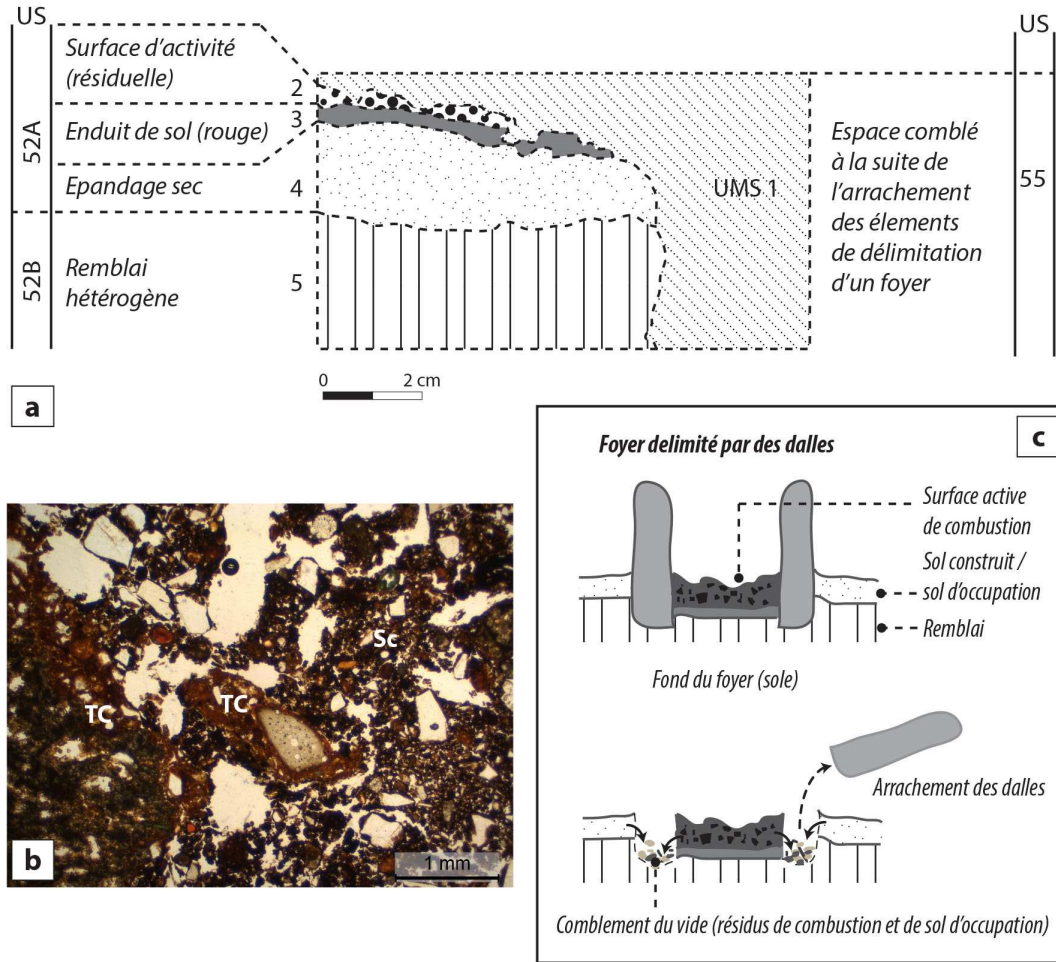 US
Surface d'activité
(résiduelle)
2
Enduit de sol (rouge)
3
52A
Epandage sec
4
52B
Remblai
hétérogène
5
UMS 1
Espace comblé
à la suite de
l'arrachement
des élements
de délimitation
d'un foyer
US
55
0 2 cm
a
TC
TC
Sc
b
1 mm
c
Foyer delimité par des dalles
Surface active
de combustion
Sol construit /
sol d'occupation
Remblai
Fond du foyer (sole)
Arrachement des dalles
Comblement du vide (résidus de combustion et de sol d'occupation)